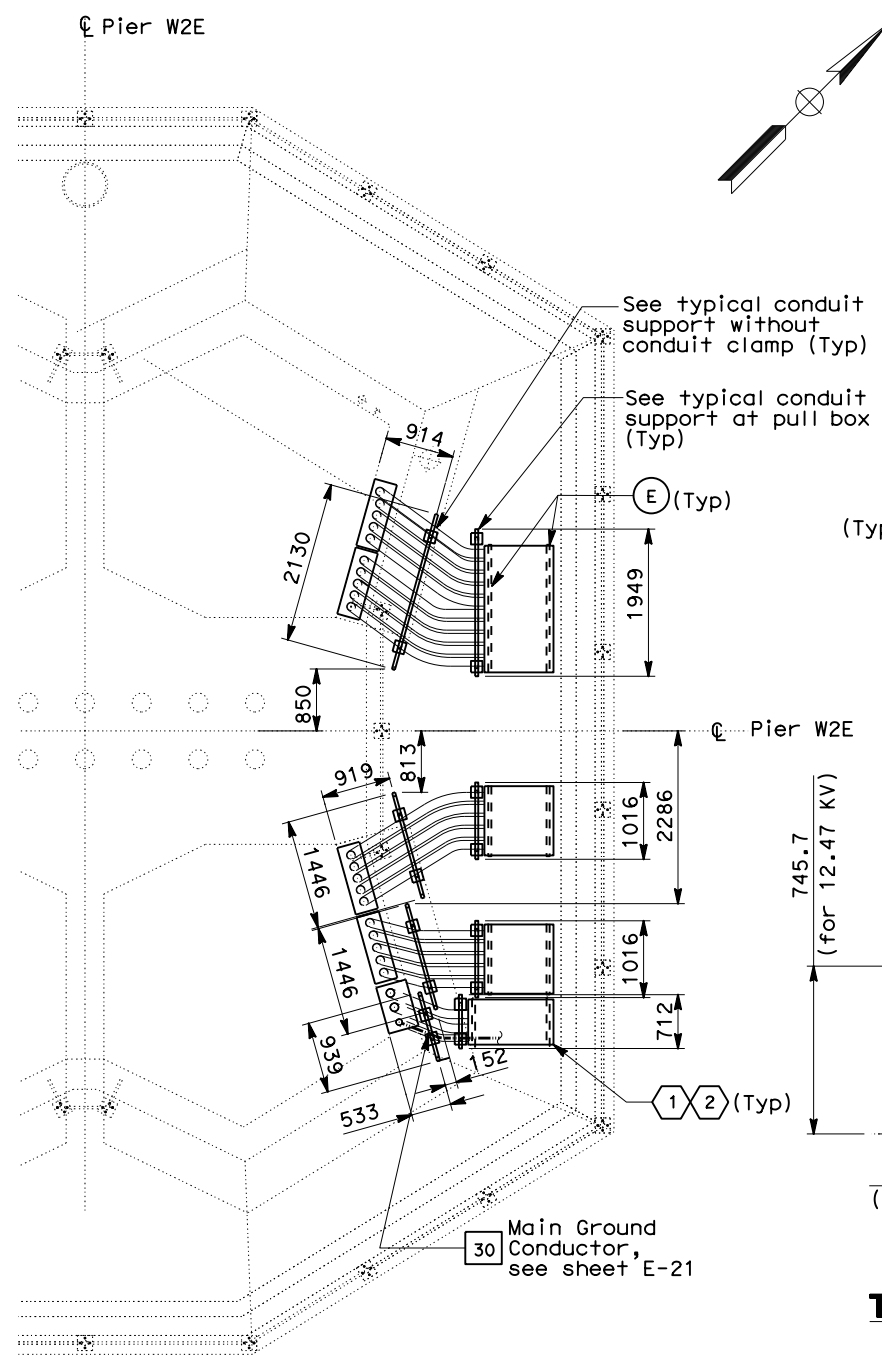 ℄ Pier W2E
See typical conduit
support without
conduit clamp (Typ)
See typical conduit
support at pull box
(Typ)
914
E (Typ)
(Typ
2130
1949
850
℄ Pier W2E
813
919
1016
2286
745.7
(for 12.47 KV)
1446
1016
1446
712
939
152
533
1 2 (Typ)
(
30 Main Ground
Conductor,
see sheet E-21
T